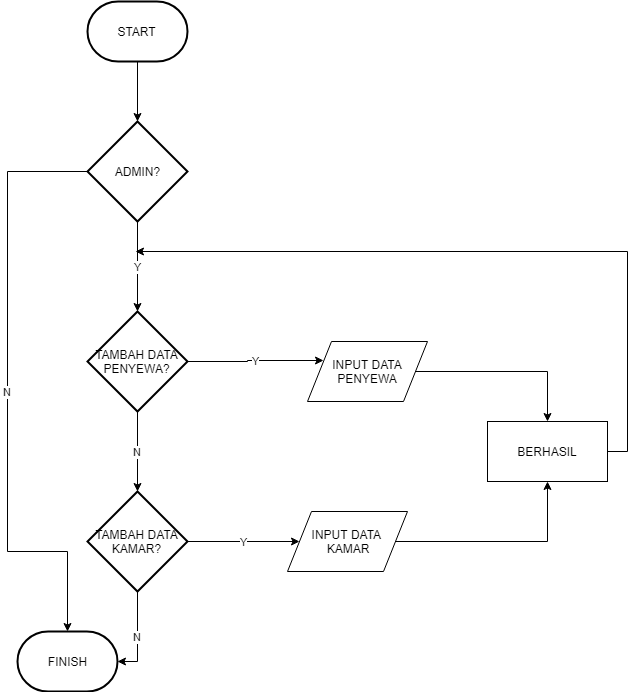 START
ADMIN?
Y
TAMBAH DATA
PENYEWA?
Y
INPUT DATA
PENYEWA
N
N
BERHASIL
TAMBAH DATA
KAMAR?
Y
INPUT DATA
KAMAR
N
FINISH